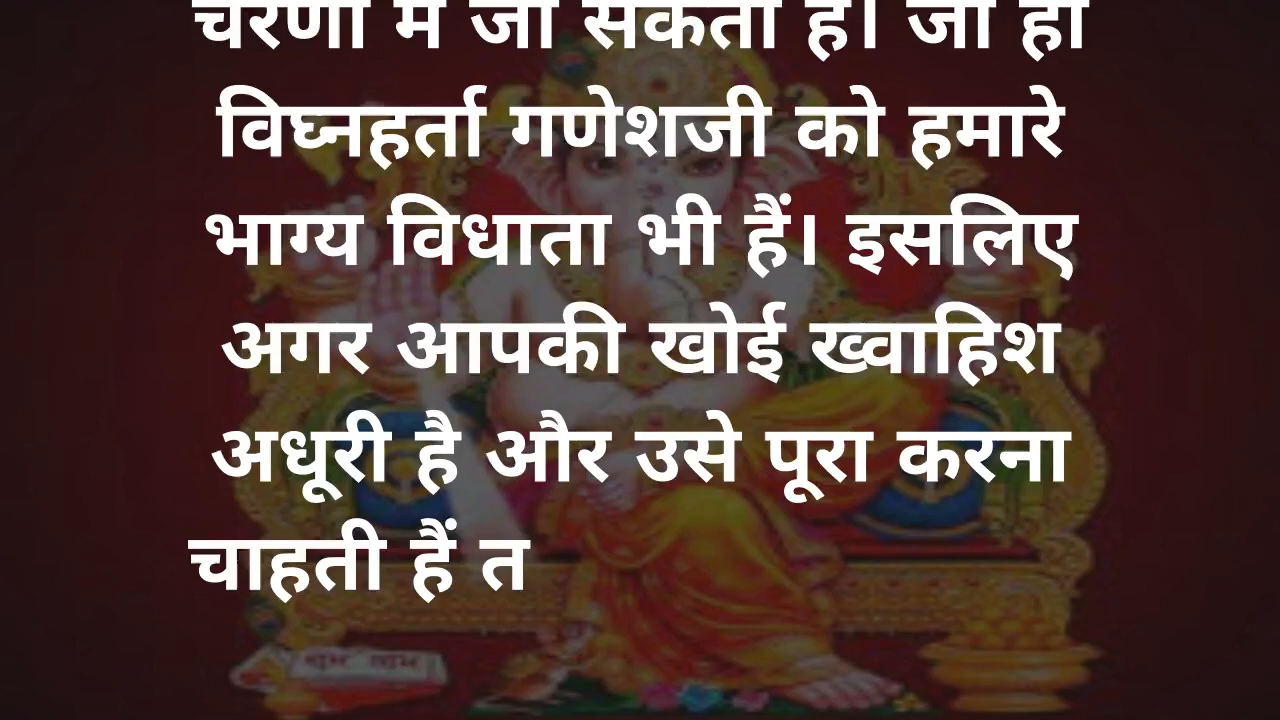 चरणों में जा सकती है। जी हां
विघ्नहर्ता गणेशजी को हमारे
भाग्य विधाता भी हैं। इसलिए
अगर आपकी खोई ख्वाहिश
अधूरी है और उसे पूरा करना
चाहती हैं त
शुभ लाभ